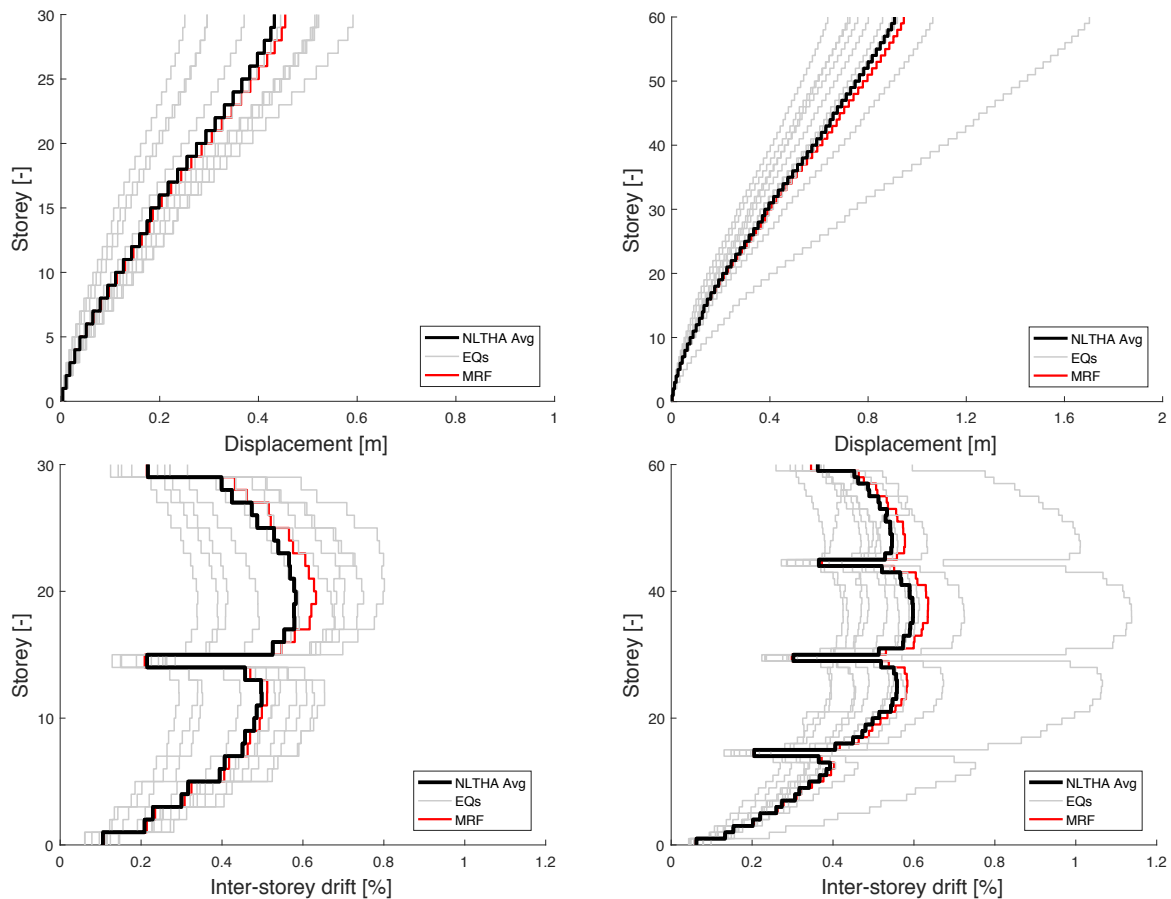 30
25
20
15
10
5
0
Storey [-]
0
0.2
0.4
0.6
0.8
1
Displacement [m]
NLTHA Avg
EQs
MRF
60
50
40
30
20
10
0
Storey [-]
0
0.4
0.8
1.2
1.6
2
Displacement [m]
NLTHA Avg
EQs
MRF
30
20
10
0
Storey [-]
0
0.2
0.4
0.6
0.8
1
1.2
Inter-storey drift [%]
NLTHA Avg
EQs
MRF
60
40
20
0
Storey [-]
0
0.2
0.4
0.6
0.8
1
1.2
Inter-storey drift [%]
NLTHA Avg
EQs
MRF